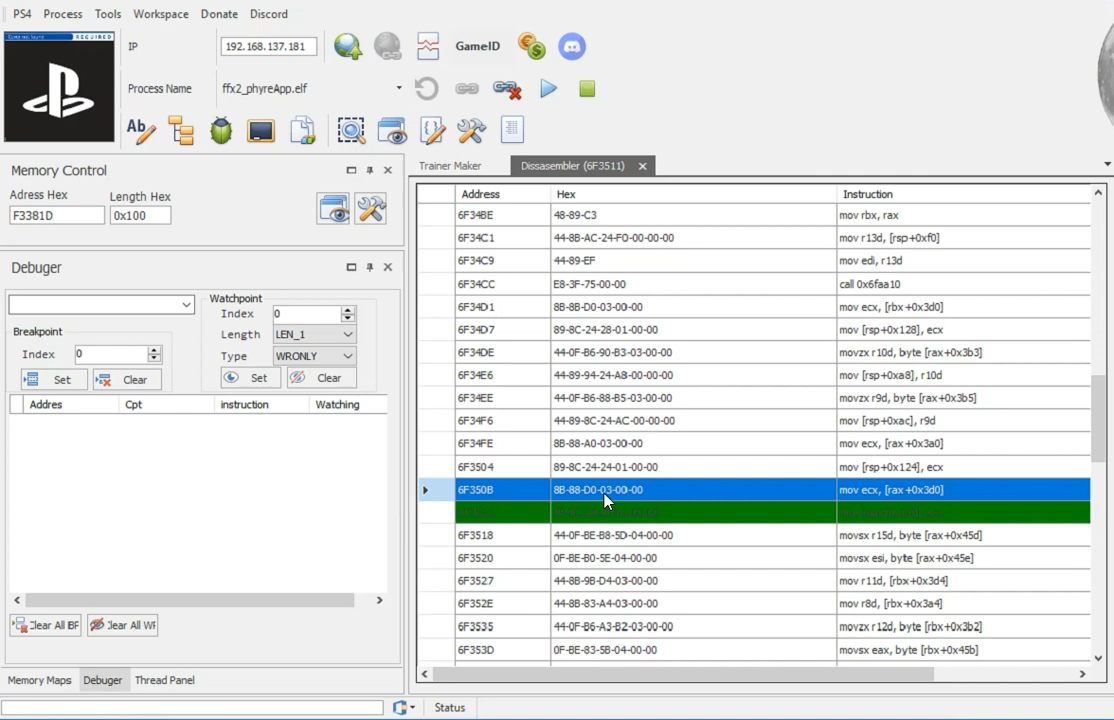 PS4 Process Tools Workspace Donate Discord
REQUIRED
IP 192.168.137.181 GameID
Process Name ffx2_phyreApp.elf
Memory Control
Adress Hex Length Hex
F3381D 0x100
Debuger
Watchpoint
Index 0
Length LEN_1
Type WRONLY
Set Clear
Breakpoint
Index 0
Set Clear
Addres Cpt instruction Watching
Clear All BF Clear All WF
Memory Maps Debuger Thread Panel
Trainer Maker Dissasembler (6F3511)
Address Hex Instruction
6F34BE 48-89-C3 mov rbx, rax
6F34C1 44-8B-AC-24-F0-00-00-00 mov r13d, [rsp+0xf0]
6F34C9 44-89-EF mov edi, r13d
6F34CC E8-3F-75-00-00 call 0x6faa10
6F34D1 8B-8B-D0-03-00-00 mov ecx, [rbx+0x3d0]
6F34D7 89-8C-24-28-01-00-00 mov [rsp+0x128], ecx
6F34DE 44-0F-B6-90-B3-03-00-00 movzx r10d, byte [rax+0x3b3]
6F34E6 44-89-94-24-A8-00-00-00 mov [rsp+0xa8], r10d
6F34EE 44-0F-B6-88-B5-03-00-00 movzx r9d, byte [rax+0x3b5]
6F34F6 44-89-8C-24-AC-00-00-00 mov [rsp+0xac], r9d
6F34FE 8B-88-A0-03-00-00 mov ecx, [rax+0x3a0]
6F3504 89-8C-24-24-01-00-00 mov [rsp+0x124], ecx
6F350B 8B-88-D0-03-00-00 mov ecx, [rax+0x3d0]
6F3518 44-0F-BE-B8-5D-04-00-00 movsx r15d, byte [rax+0x45d]
6F3520 0F-BE-B0-5E-04-00-00 movsx esi, byte [rax+0x45e]
6F3527 44-8B-9B-D4-03-00-00 mov r11d, [rbx+0x3d4]
6F352E 44-8B-83-A4-03-00-00 mov r8d, [rbx+0x3a4]
6F3535 44-0F-B6-A3-B2-03-00-00 movzx r12d, byte [rbx+0x3b2]
6F353D 0F-BE-83-5B-04-00-00 movsx eax, byte [rbx+0x45b]
Status